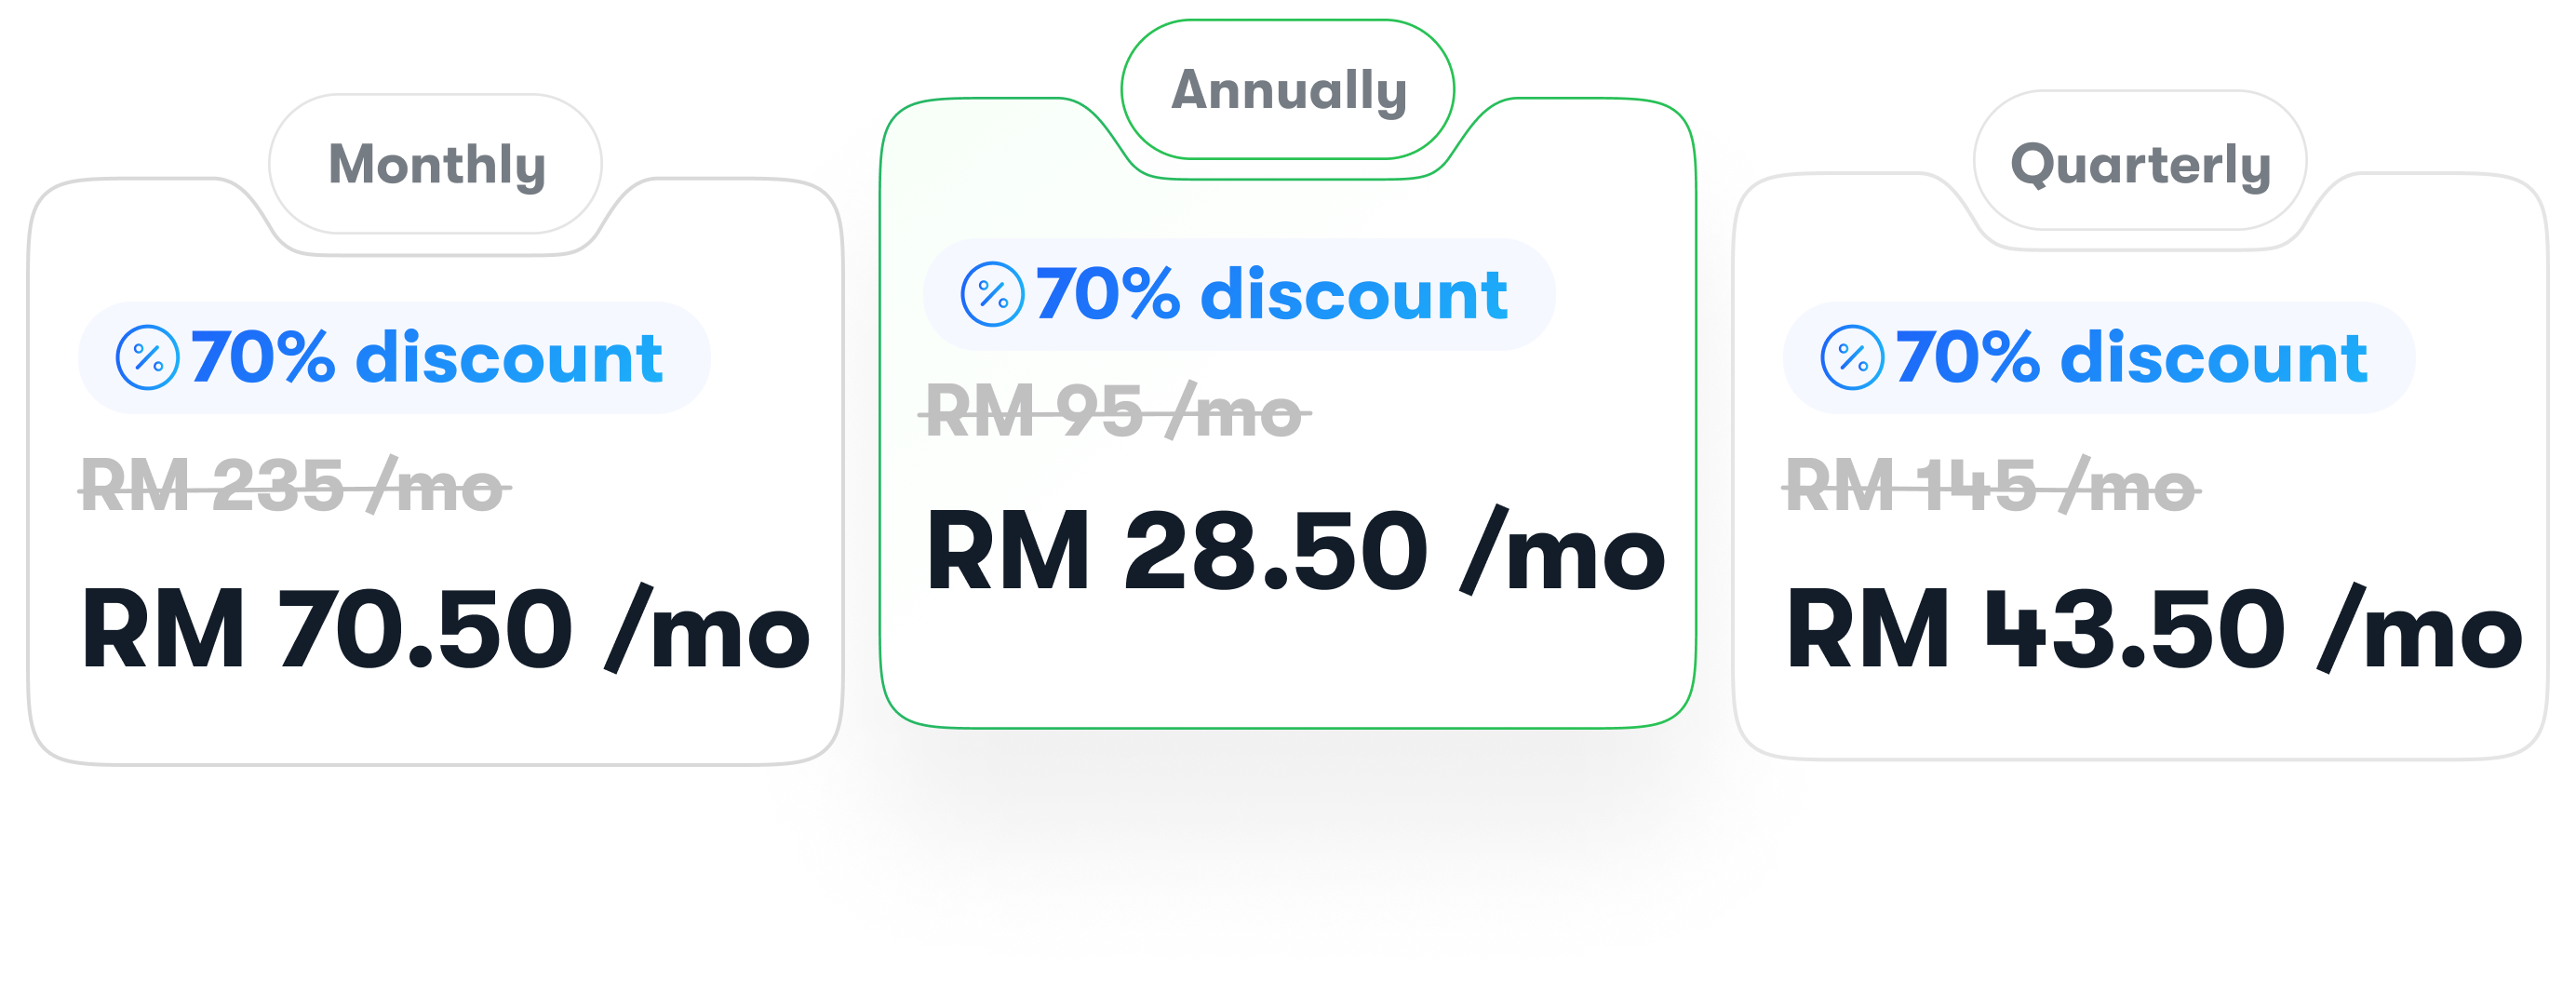 Monthly
70% discount
RM 235 /mo
RM 70.50 /mo
Annually
70% discount
RM 95 /mo
RM 28.50 /mo
Quarterly
70% discount
RM 145 /mo
RM 43.50 /mo